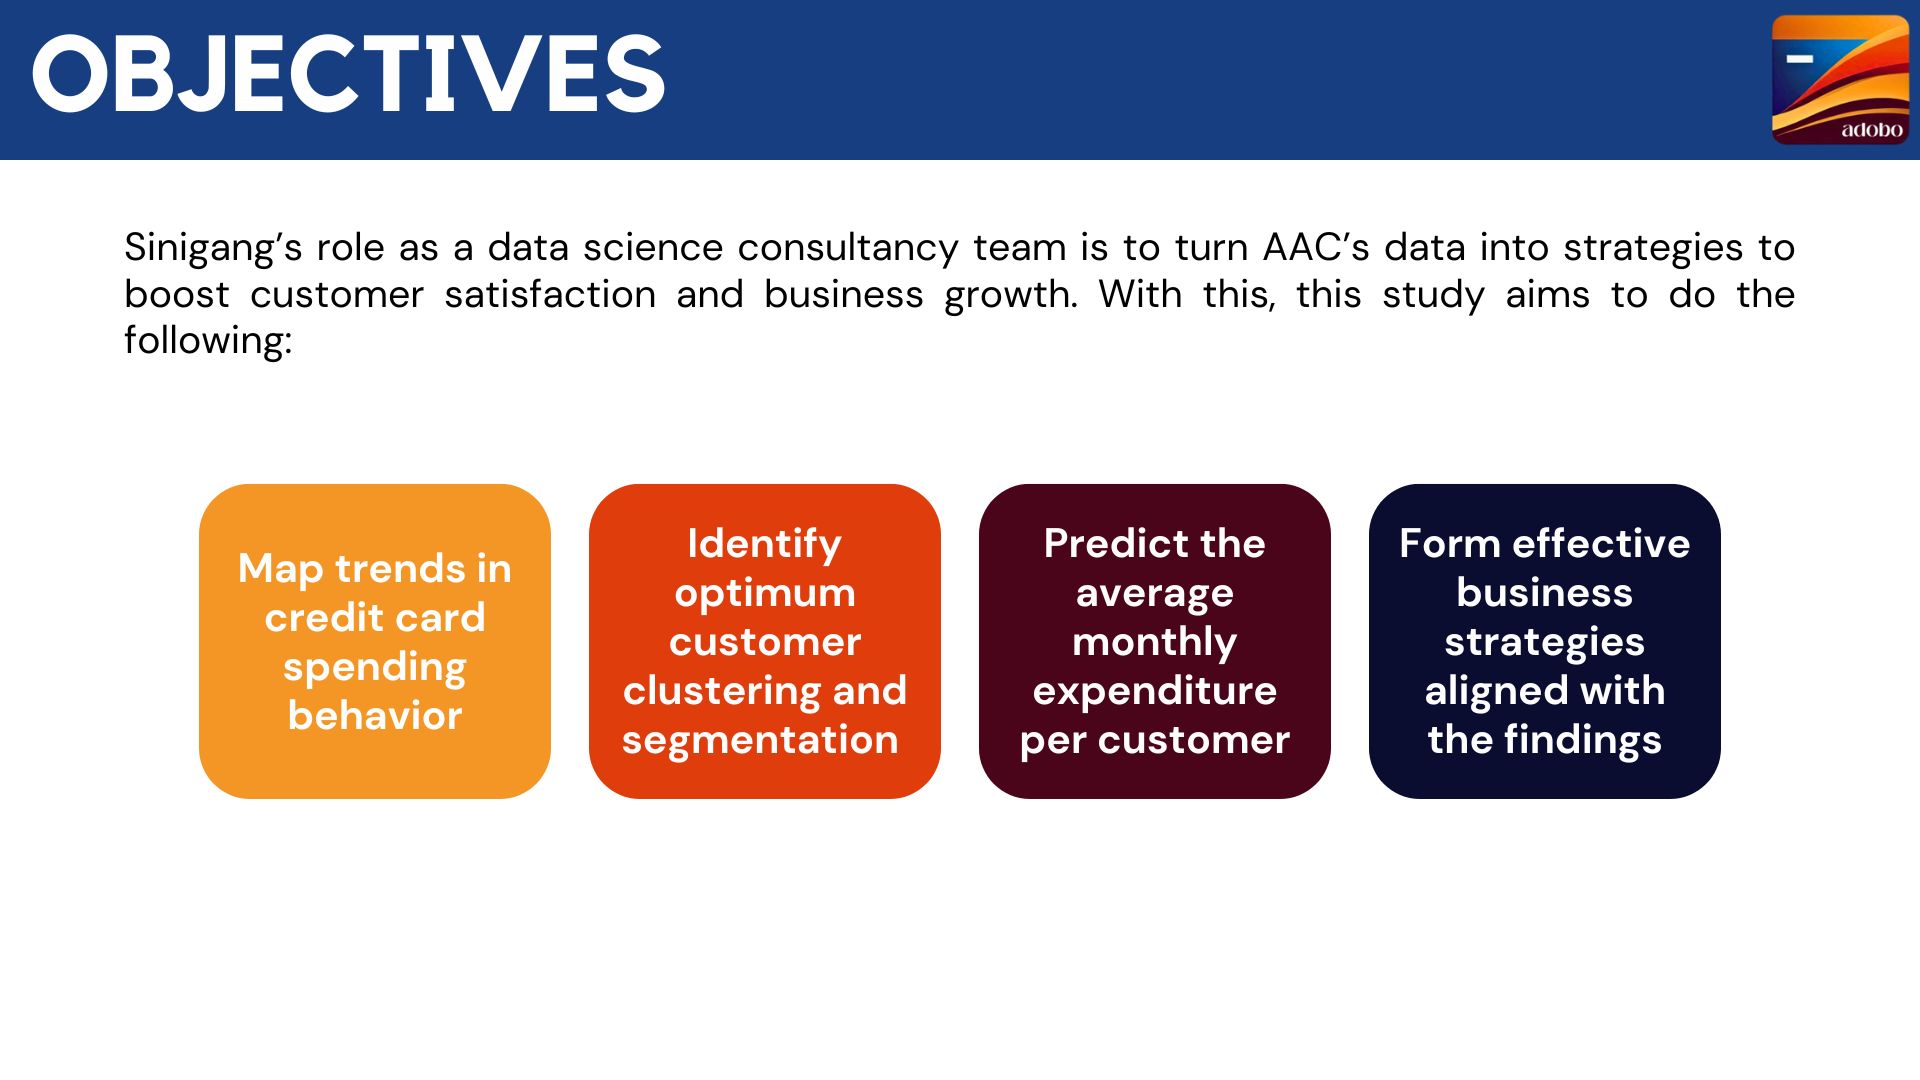 OBJECTIVES
adobo
Sinigang’s role as a data science consultancy team is to turn AAC’s data into strategies to
boost customer satisfaction and business growth. With this, this study aims to do the
following:
Map trends in
credit card
spending
behavior
Identify
optimum
customer
clustering and
segmentation
Predict the
average
monthly
expenditure
per customer
Form effective
business
strategies
aligned with
the findings